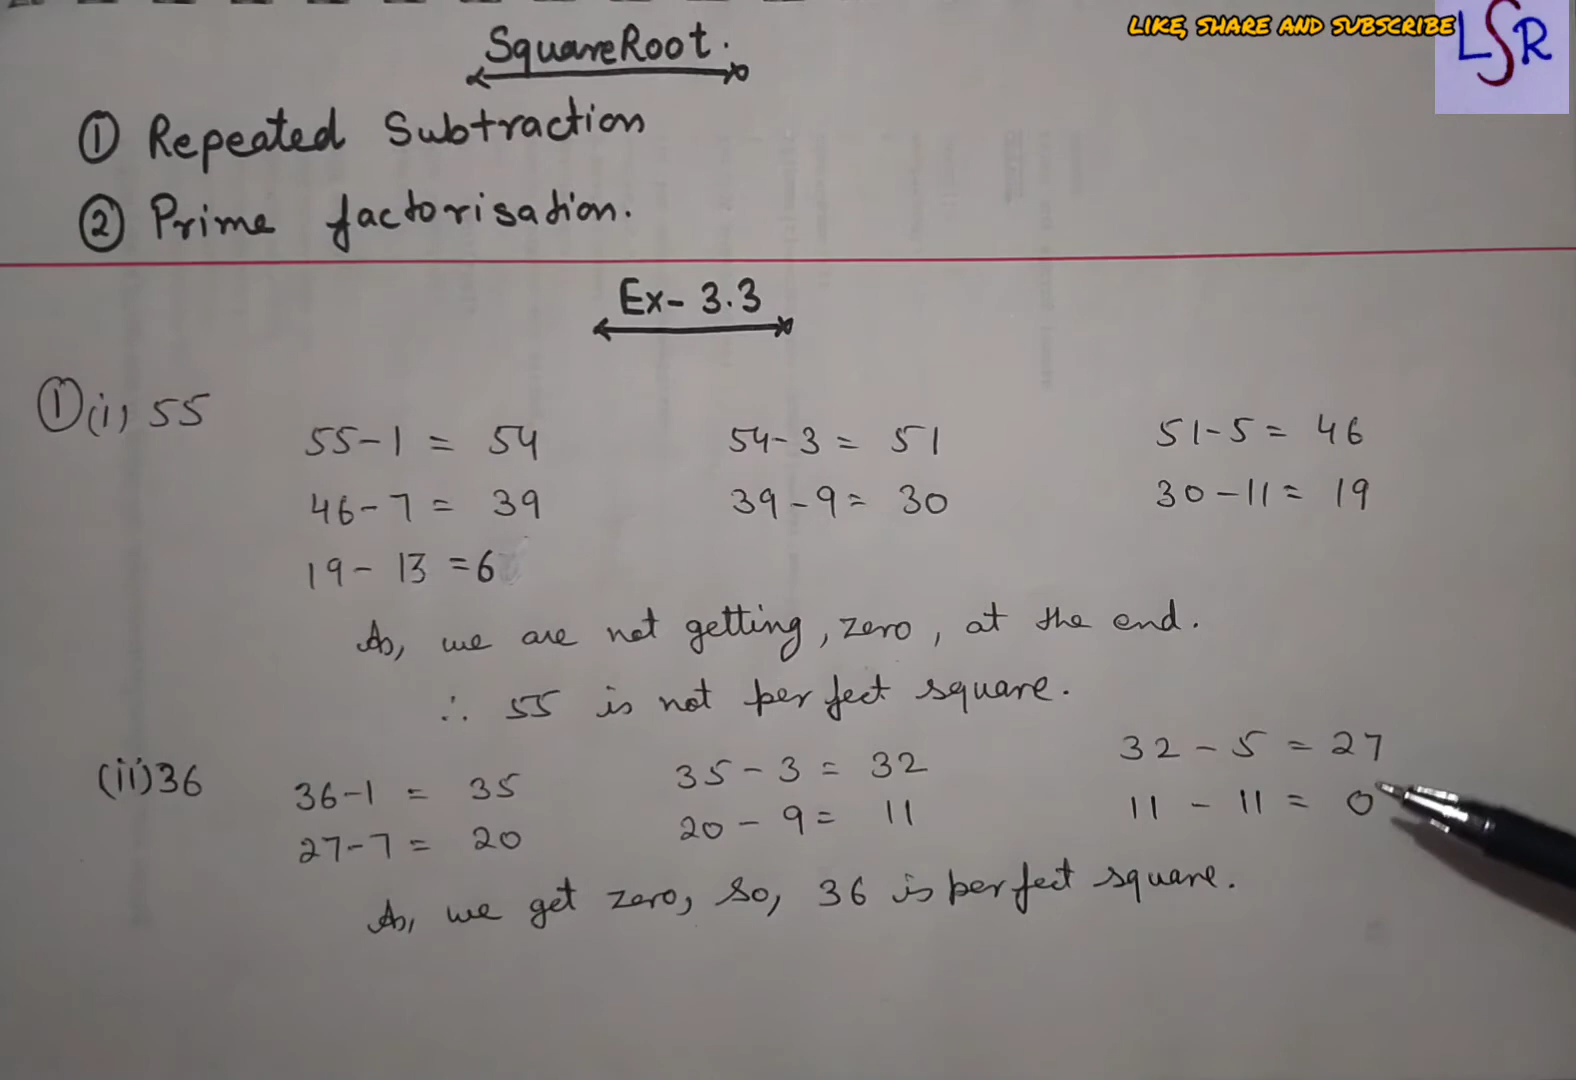 LIKE, SHARE AND SUBSCRIBE
LSR
Square Root.
① Repeated Subtraction
② Prime factorisation.
Ex- 3.3
① (i) 55
55-1 = 54 54-3 = 51 51-5 = 46
46-7 = 39 39-9 = 30 30-11 = 19
19-13 = 6
As, we are not getting, zero, at the end.
∴ 55 is not perfect square.
(ii) 36 36-1 = 35 35-3 = 32 32-5 = 27
27-7 = 20 20-9 = 11 11-11 = 0
As, we get zero, so, 36 is perfect square.